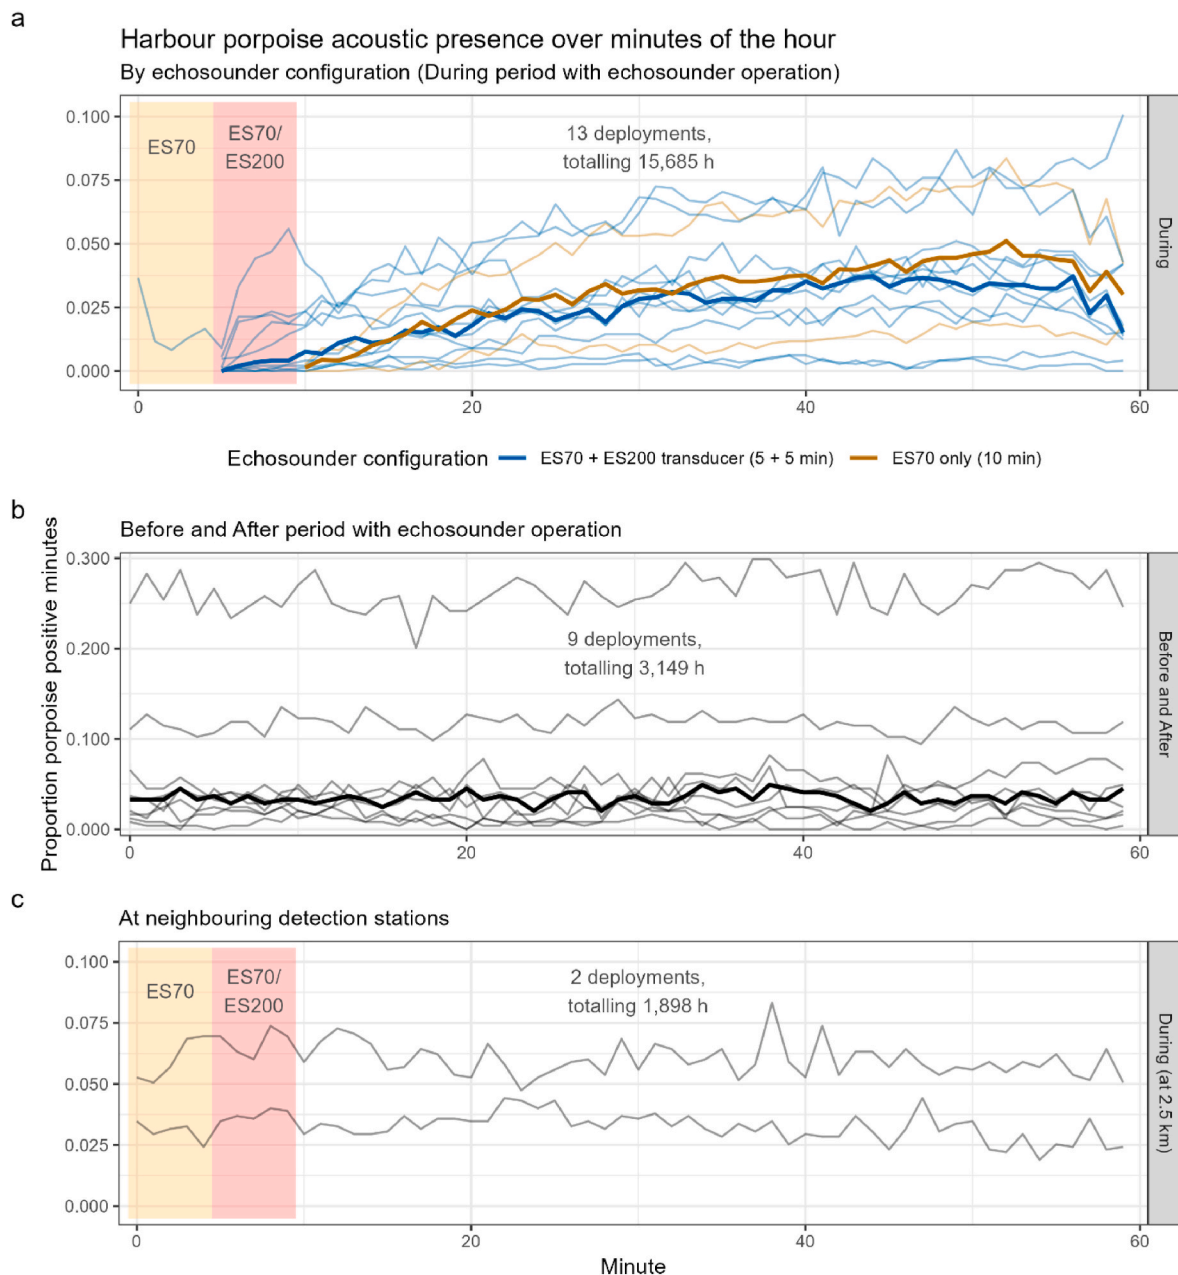 a
Harbour porpoise acoustic presence over minutes of the hour
By echosounder configuration (During period with echosounder operation)
0.100
0.075
0.050
0.025
0.000
ES70
ES70/
ES200
13 deployments,
totalling 15,685 h
During
0
20
40
60
Echosounder configuration
ES70 + ES200 transducer (5 + 5 min)
ES70 only (10 min)
b
Before and After period with echosounder operation
Proportion porpoise positive minutes
0.300
0.200
0.100
0.000
9 deployments,
totalling 3,149 h
Before and After
0
20
40
60
c
At neighbouring detection stations
0.100
0.075
0.050
0.025
0.000
ES70
ES70/
ES200
2 deployments,
totalling 1,898 h
During (at 2.5 km)
0
20
40
60
Minute